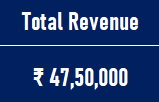 Total Revenue
₹ 47,50,000